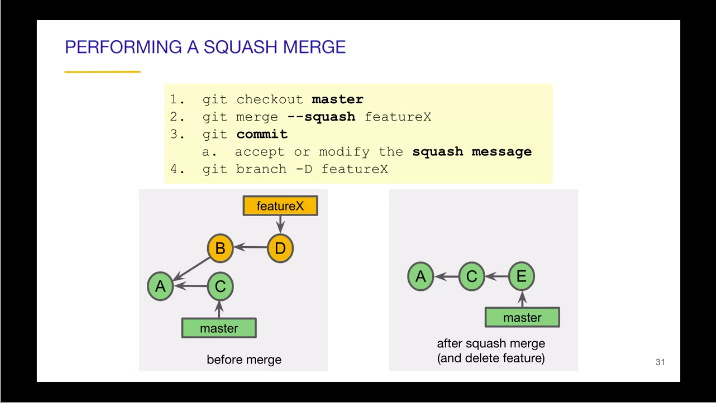 PERFORMING A SQUASH MERGE
1. git checkout master
2. git merge --squash featureX
3. git commit
a. accept or modify the squash message
4. git branch -D featureX
featureX
B
D
A
C
master
before merge
A
C
E
master
after squash merge
(and delete feature)
31